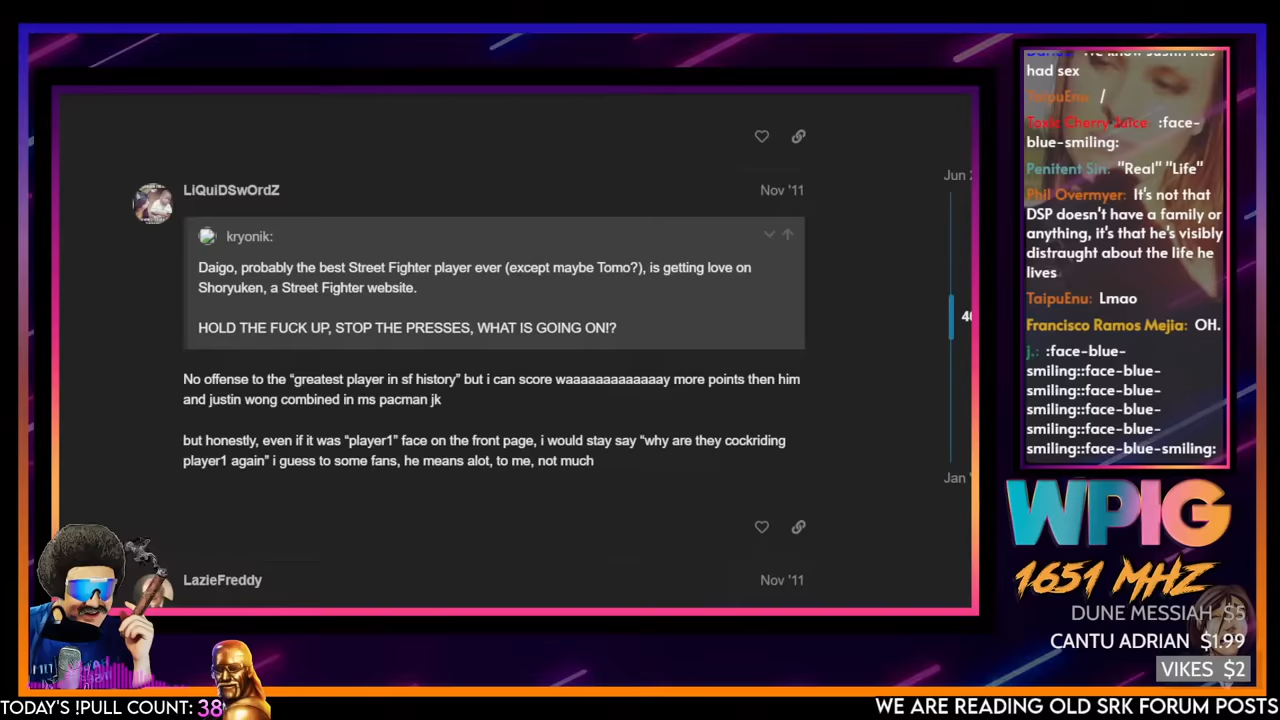 LiQuiDSwOrdZ
Nov '11
kryonik:
Daigo, probably the best Street Fighter player ever (except maybe Tomo?), is getting love on
Shoryuken, a Street Fighter website.
HOLD THE FUCK UP, STOP THE PRESSES, WHAT IS GOING ON!?
No offense to the “greatest player in sf history” but i can score waaaaaaaaaaaaay more points then him
and justin wong combined in ms pacman jk
but honestly, even if it was “player1” face on the front page, i would stay say “why are they cockriding
player1 again” i guess to some fans, he means alot, to me, not much
LazieFreddy
Nov '11
Jun
Jan
had sex
TaipuEnu: /
Toxic Cherry Juice: :face-
blue-smiling:
Penitent Sin: "Real" "Life"
Phil Overmyer: It's not that
DSP doesn't have a family or
anything, it's that he's visibly
distraught about the life he
lives
TaipuEnu: Lmao
Francisco Ramos Mejia: OH.
j.: :face-blue-
smiling::face-blue-
smiling::face-blue-
smiling::face-blue-
smiling::face-blue-
smiling::face-blue-smiling:
WPIG
1651 MHZ
DUNE MESSIAH $5
CANTU ADRIAN $1.99
VIKES $2
TODAY'S !PULL COUNT: 38
WE ARE READING OLD SRK FORUM POSTS